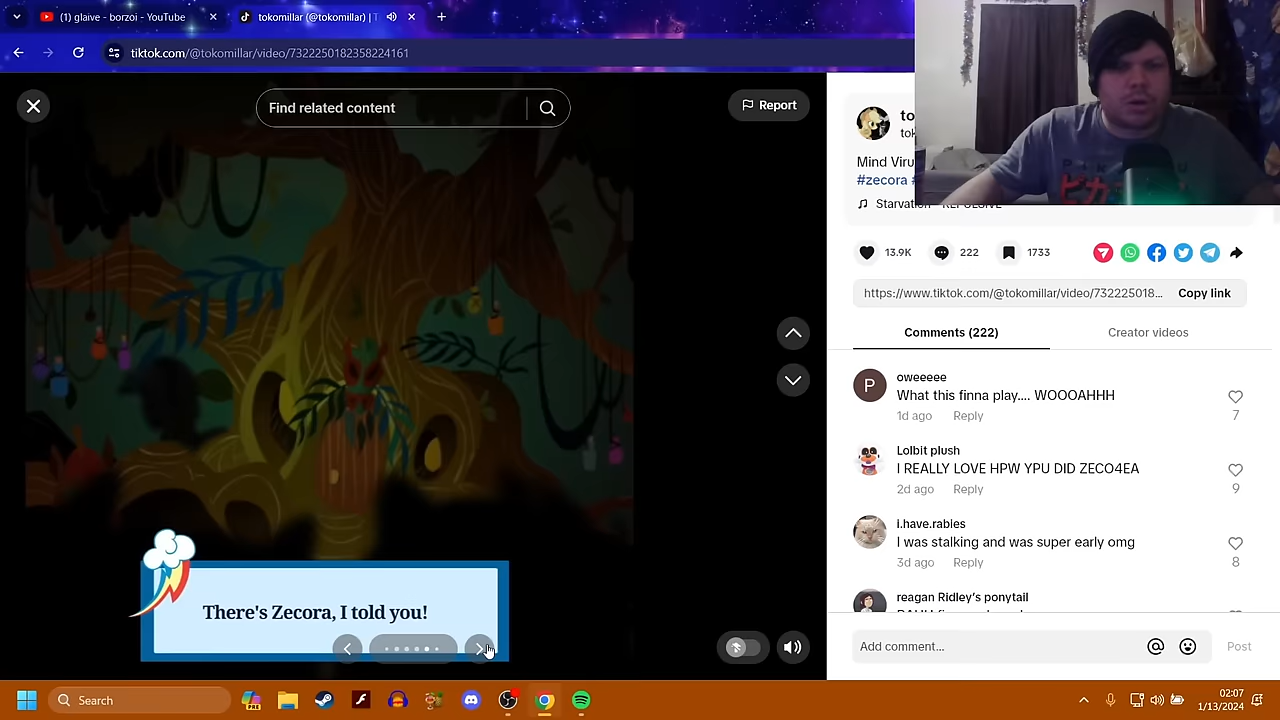 (1) glaive - borzoi - YouTube
tokomillar (@tokomillar) | T
tiktok.com/@tokomillar/video/7322250182358224161
Find related content
Report
to
tok
Mind Viru
#zecora #
Starvation - REPULSIVE
13.9K
222
1733
https://www.tiktok.com/@tokomillar/video/732225018...
Copy link
Comments (222)
Creator videos
P
oweeeee
What this finna play.... WOOOAHHH
1d ago
Reply
7
Lolbit plush
I REALLY LOVE HPW YPU DID ZECO4EA
2d ago
Reply
9
i.have.rabies
I was stalking and was super early omg
3d ago
Reply
8
reagan Ridley's ponytail
There's Zecora, I told you!
Add comment...
Post
Search
02:07
1/13/2024